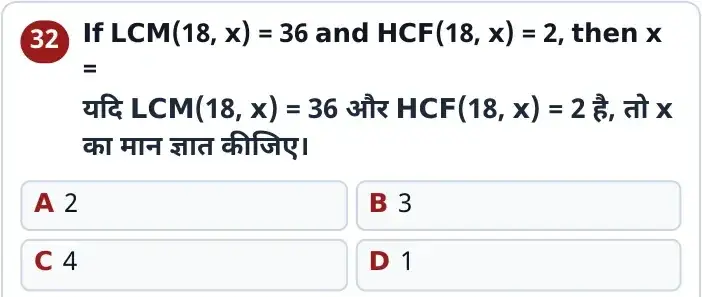 32 If LCM(18, x) = 36 and HCF(18, x) = 2, then x
=
यदि LCM(18, x) = 36 और HCF(18, x) = 2 है, तो x
का मान ज्ञात कीजिए।
A 2
B 3
C 4
D 1